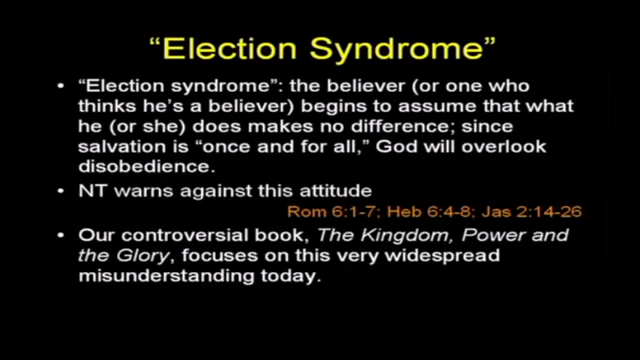 “Election Syndrome”
• “Election syndrome”: the believer (or one who
thinks he's a believer) begins to assume that what
he (or she) does makes no difference; since
salvation is “once and for all,” God will overlook
disobedience.
• NT warns against this attitude
Rom 6:1-7; Heb 6:4-8; Jas 2:14-26
• Our controversial book, The Kingdom, Power and
the Glory, focuses on this very widespread
misunderstanding today.